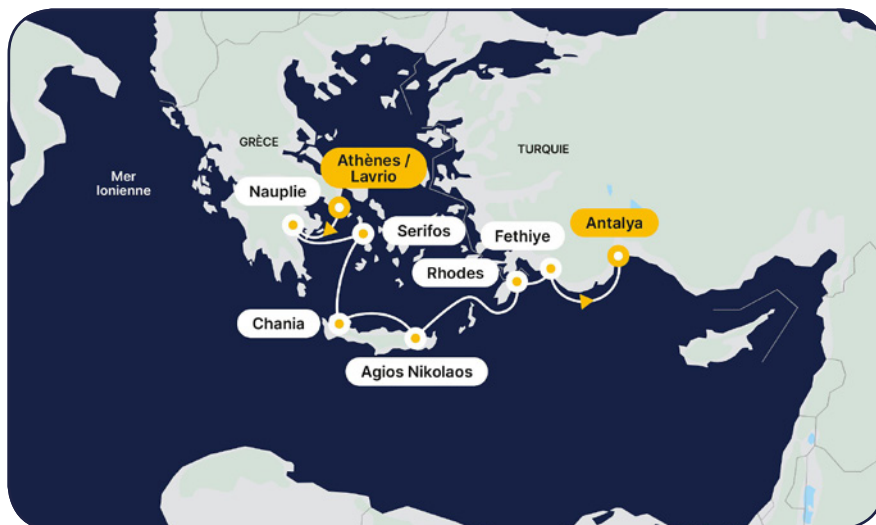 GRÈCE
Athènes /
Lavrio
TURQUIE
Mer
Ionienne
Nauplie
Serifos
Fethiye
Antalya
Rhodes
Chania
Agios Nikolaos